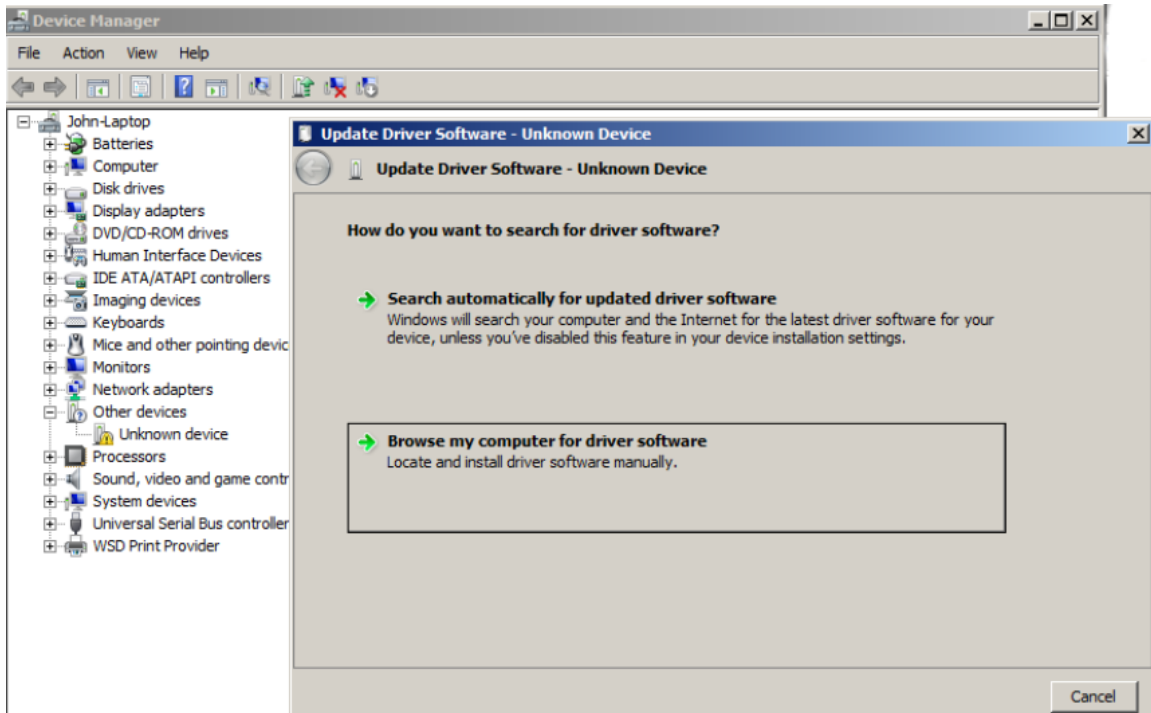 Device Manager
File Action View Help
John-Laptop
Batteries
Computer
Disk drives
Display adapters
DVD/CD-ROM drives
Human Interface Devices
IDE ATA/ATAPI controllers
Imaging devices
Keyboards
Mice and other pointing devic
Monitors
Network adapters
Other devices
Unknown device
Processors
Sound, video and game contr
System devices
Universal Serial Bus controller
WSD Print Provider
Update Driver Software - Unknown Device
Update Driver Software - Unknown Device
How do you want to search for driver software?
Search automatically for updated driver software
Windows will search your computer and the Internet for the latest driver software for your
device, unless you've disabled this feature in your device installation settings.
Browse my computer for driver software
Locate and install driver software manually.
Cancel